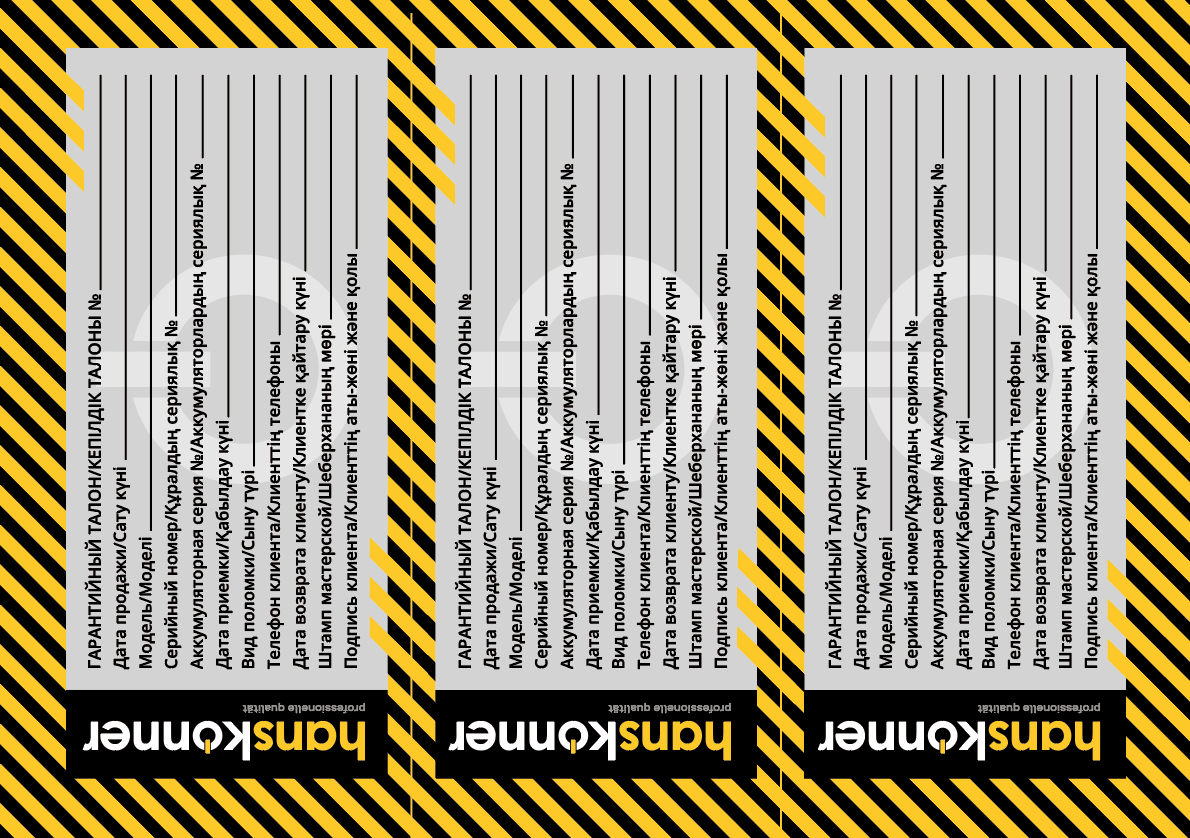 ГАРАНТИЙНЫЙ ТАЛОН/КЕПІЛДІК ТАЛОНЫ №
Дата продажи/Сату күні
Модель/Моделі
Серийный номер/Құралдың сериялық №
Аккумуляторная серия №/Аккумуляторлардың сериялық №
Дата приемки/Қабылдау күні
Вид поломки/Сыну түрі
Телефон клиента/Клиенттің телефоны
Дата возврата клиенту/Клиентке қайтару күні
Штамп мастерской/Шеберхананың мөрі
Подпись клиента/Клиенттің аты-жөні және қолы
hanskönner
professionelle qualität
ГАРАНТИЙНЫЙ ТАЛОН/КЕПІЛДІК ТАЛОНЫ №
Дата продажи/Сату күні
Модель/Моделі
Серийный номер/Құралдың сериялық №
Аккумуляторная серия №/Аккумуляторлардың сериялық №
Дата приемки/Қабылдау күні
Вид поломки/Сыну түрі
Телефон клиента/Клиенттің телефоны
Дата возврата клиенту/Клиентке қайтару күні
Штамп мастерской/Шеберхананың мөрі
Подпись клиента/Клиенттің аты-жөні және қолы
hanskönner
professionelle qualität
ГАРАНТИЙНЫЙ ТАЛОН/КЕПІЛДІК ТАЛОНЫ №
Дата продажи/Сату күні
Модель/Моделі
Серийный номер/Құралдың сериялық №
Аккумуляторная серия №/Аккумуляторлардың сериялық №
Дата приемки/Қабылдау күні
Вид поломки/Сыну түрі
Телефон клиента/Клиенттің телефоны
Дата возврата клиенту/Клиентке қайтару күні
Штамп мастерской/Шеберхананың мөрі
Подпись клиента/Клиенттің аты-жөні және қолы
hanskönner
professionelle qualität